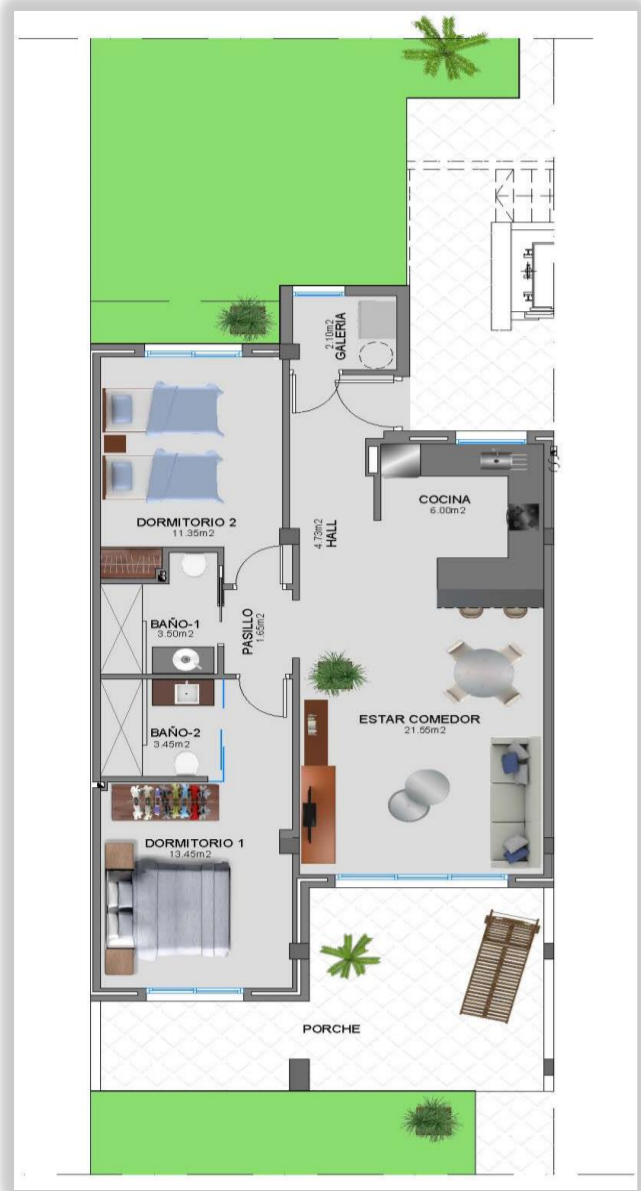 2.10m2
GALERIA
COCINA
6.00m2
4.73m2
HALL
DORMITORIO 2
11.35m2
BAÑO-1
3.50m2
PASILLO
1.65m2
ESTAR COMEDOR
21.55m2
BAÑO-2
3.45m2
DORMITORIO 1
13.45m2
PORCHE